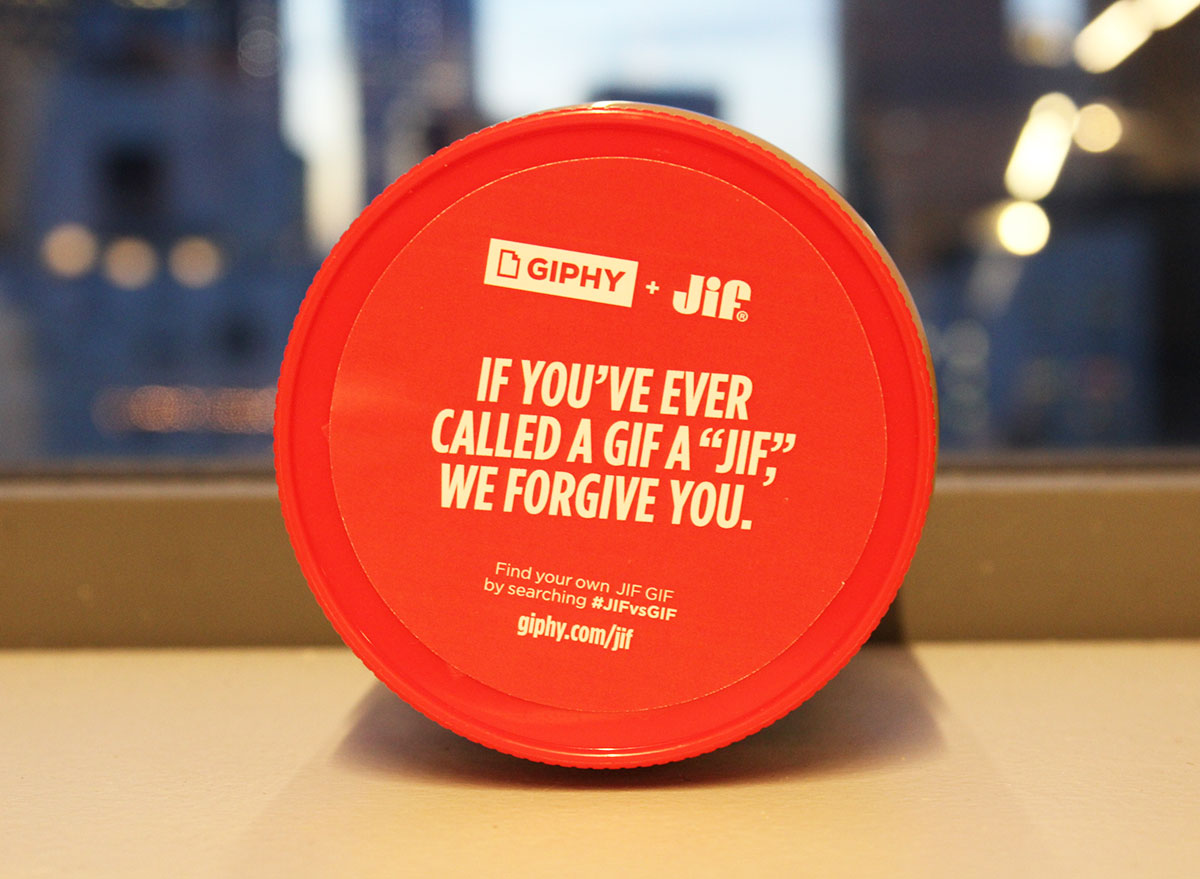 GIPHY + Jif®
IF YOU’VE EVER
CALLED A GIF A “JIF,”
WE FORGIVE YOU.
Find your own JIF GIF
by searching #JIFvsGIF
giphy.com/jif